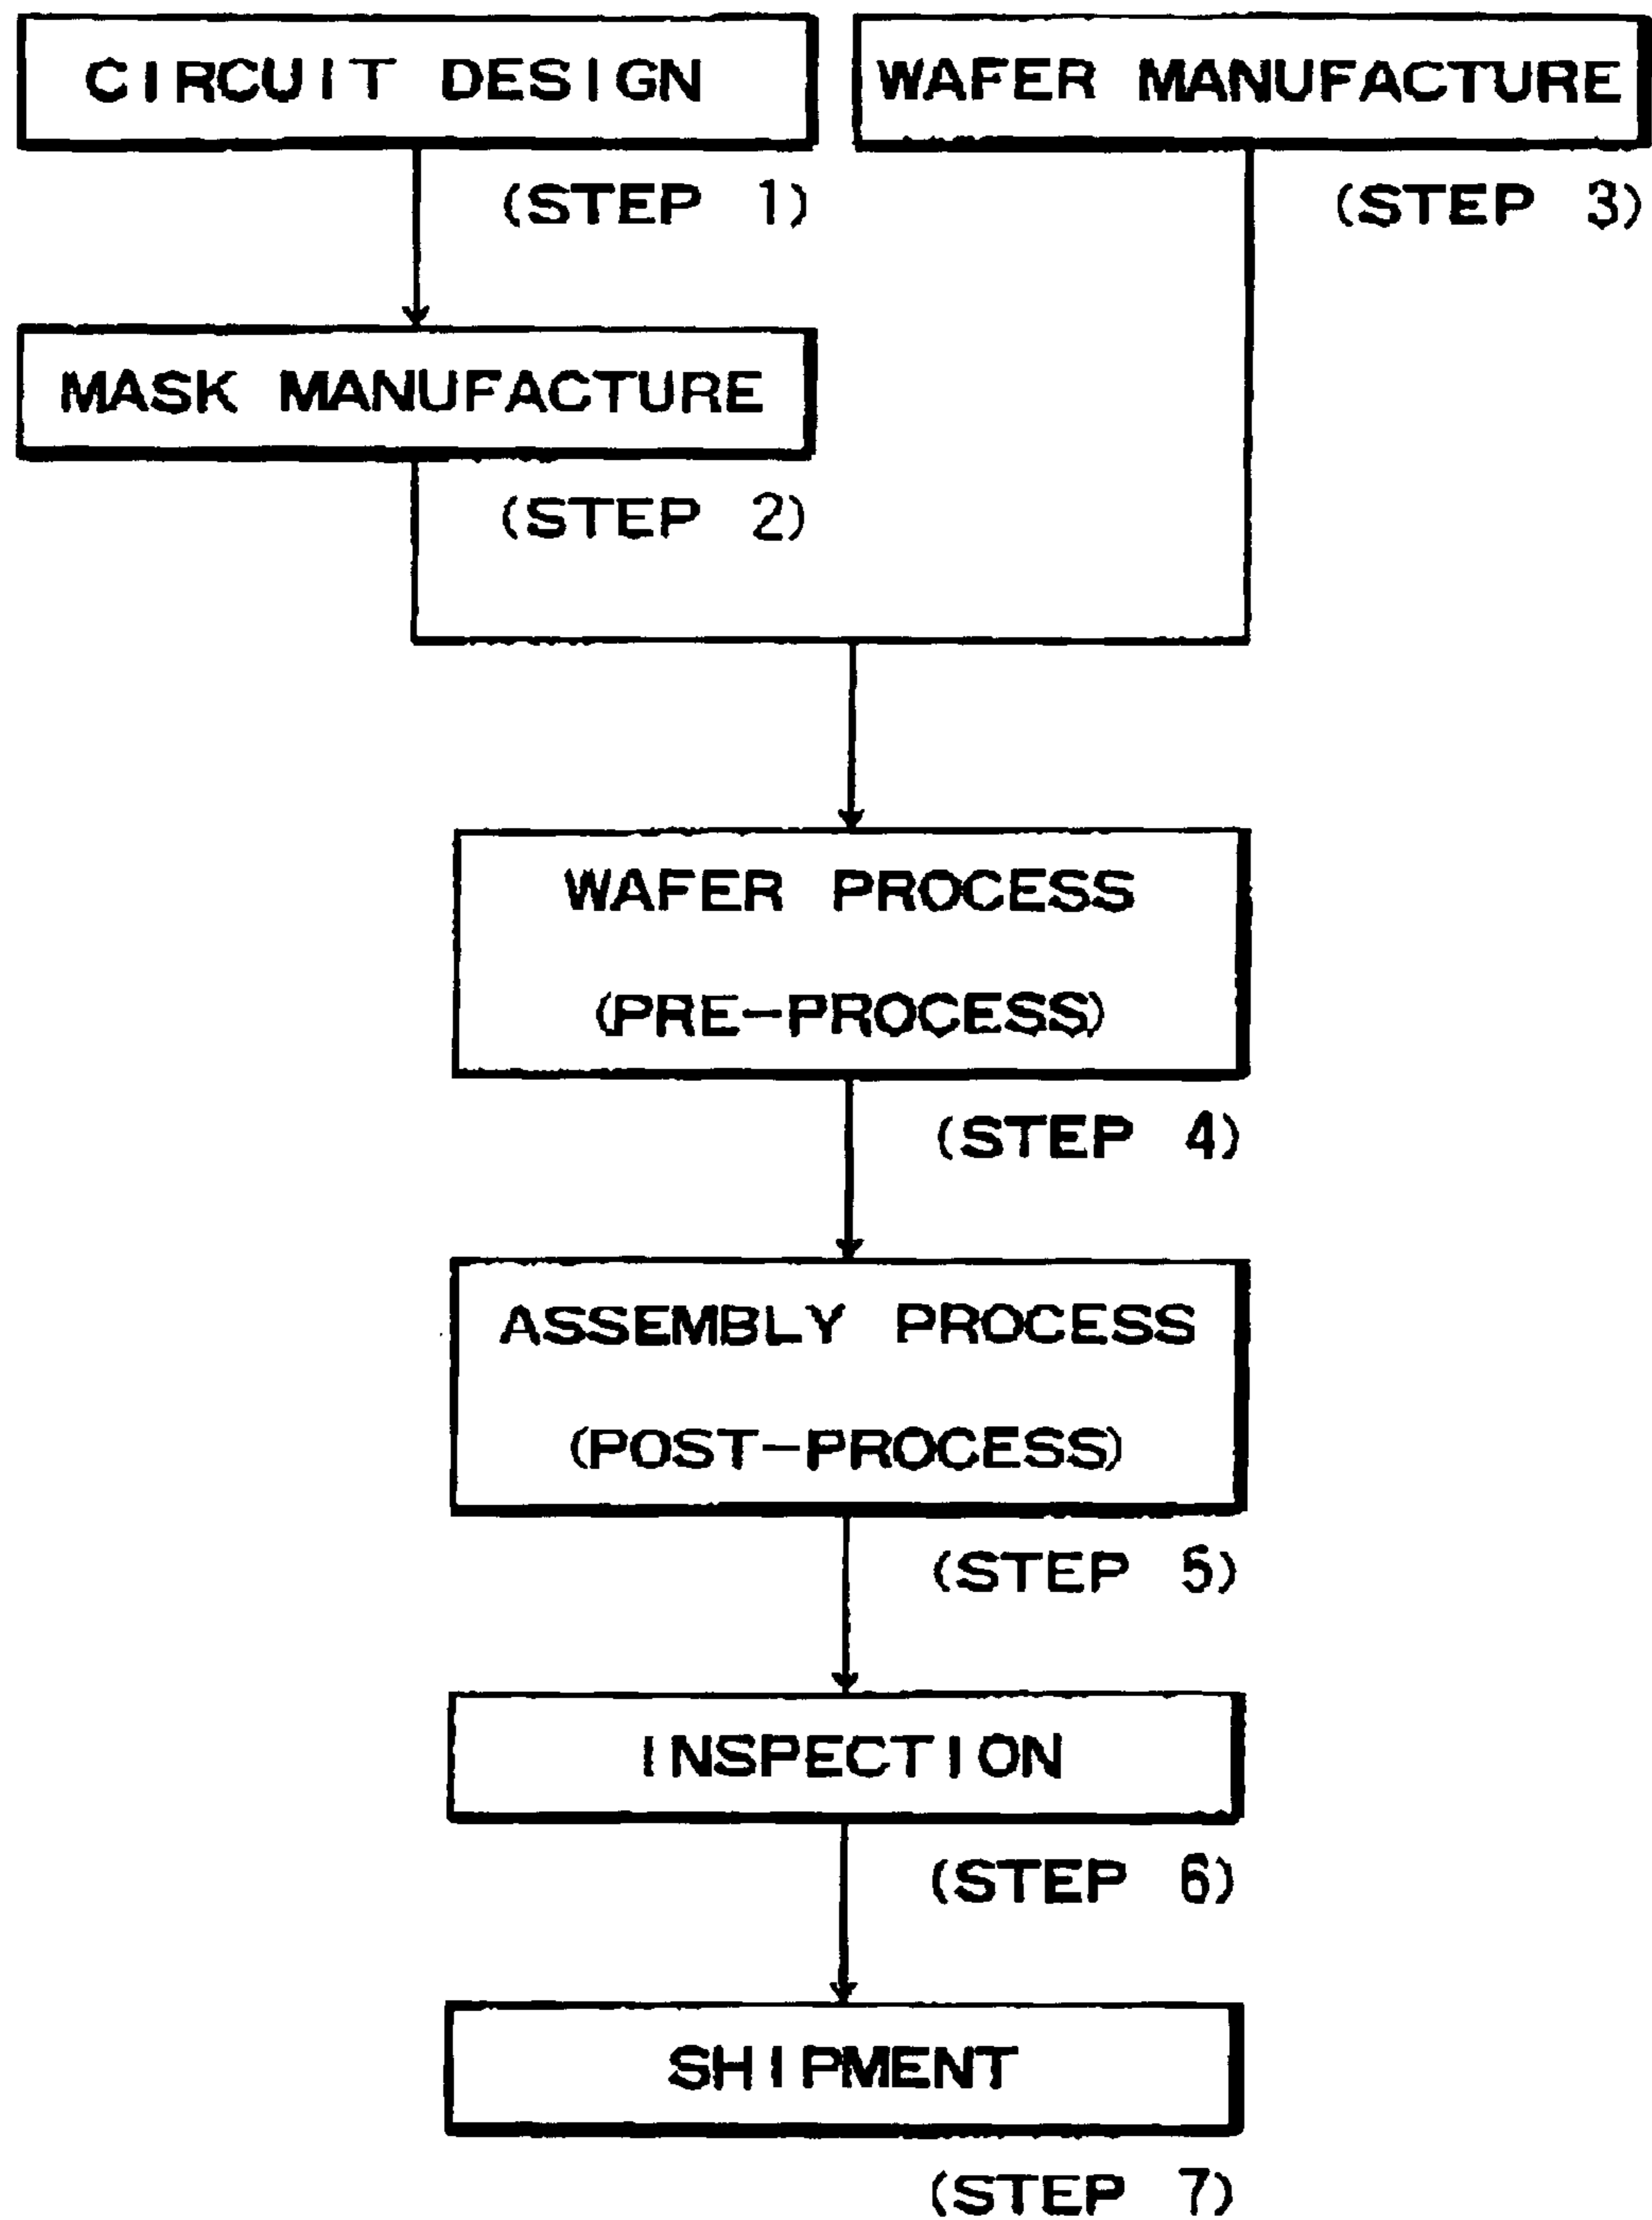 CIRCUIT DESIGN
(STEP 1)
WAFER MANUFACTURE
(STEP 3)
MASK MANUFACTURE
(STEP 2)
WAFER PROCESS
(PRE-PROCESS)
(STEP 4)
ASSEMBLY PROCESS
(POST-PROCESS)
(STEP 5)
INSPECTION
(STEP 6)
SHIPMENT
(STEP 7)